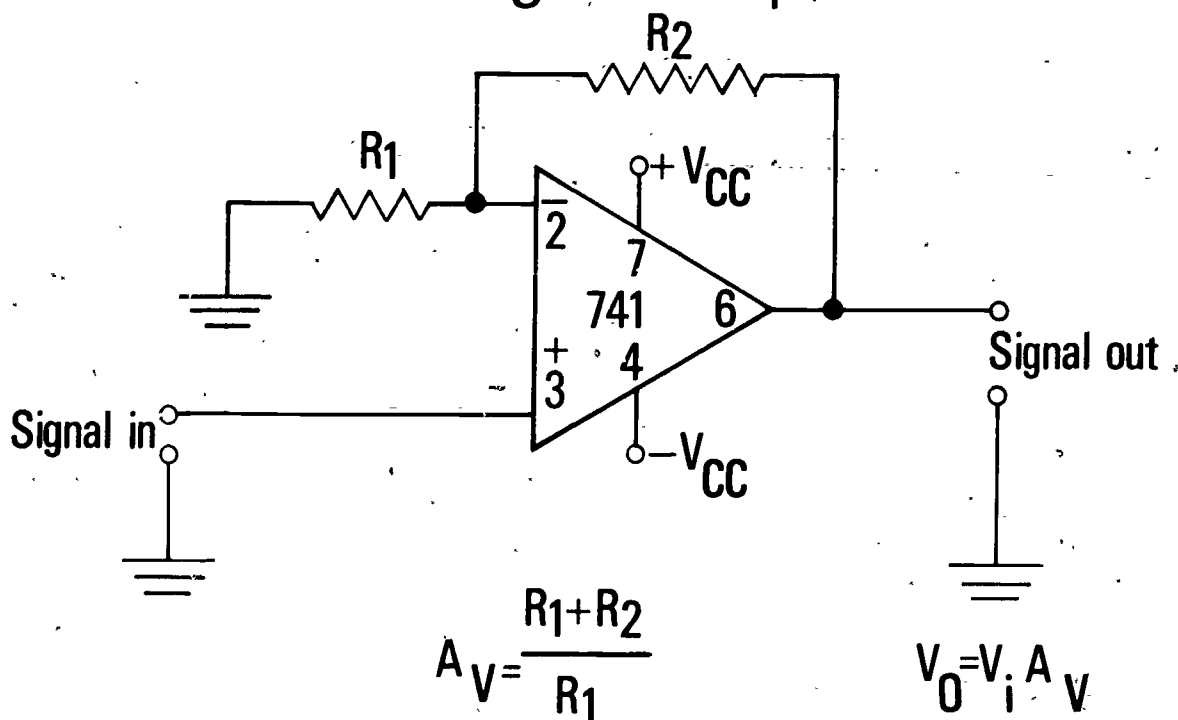 R2
R1
+ VCC
− 2
7
741
6
+
3
4
Signal out
Signal in
−VCC
AV = R1+R2 / R1
VO=Vi AV